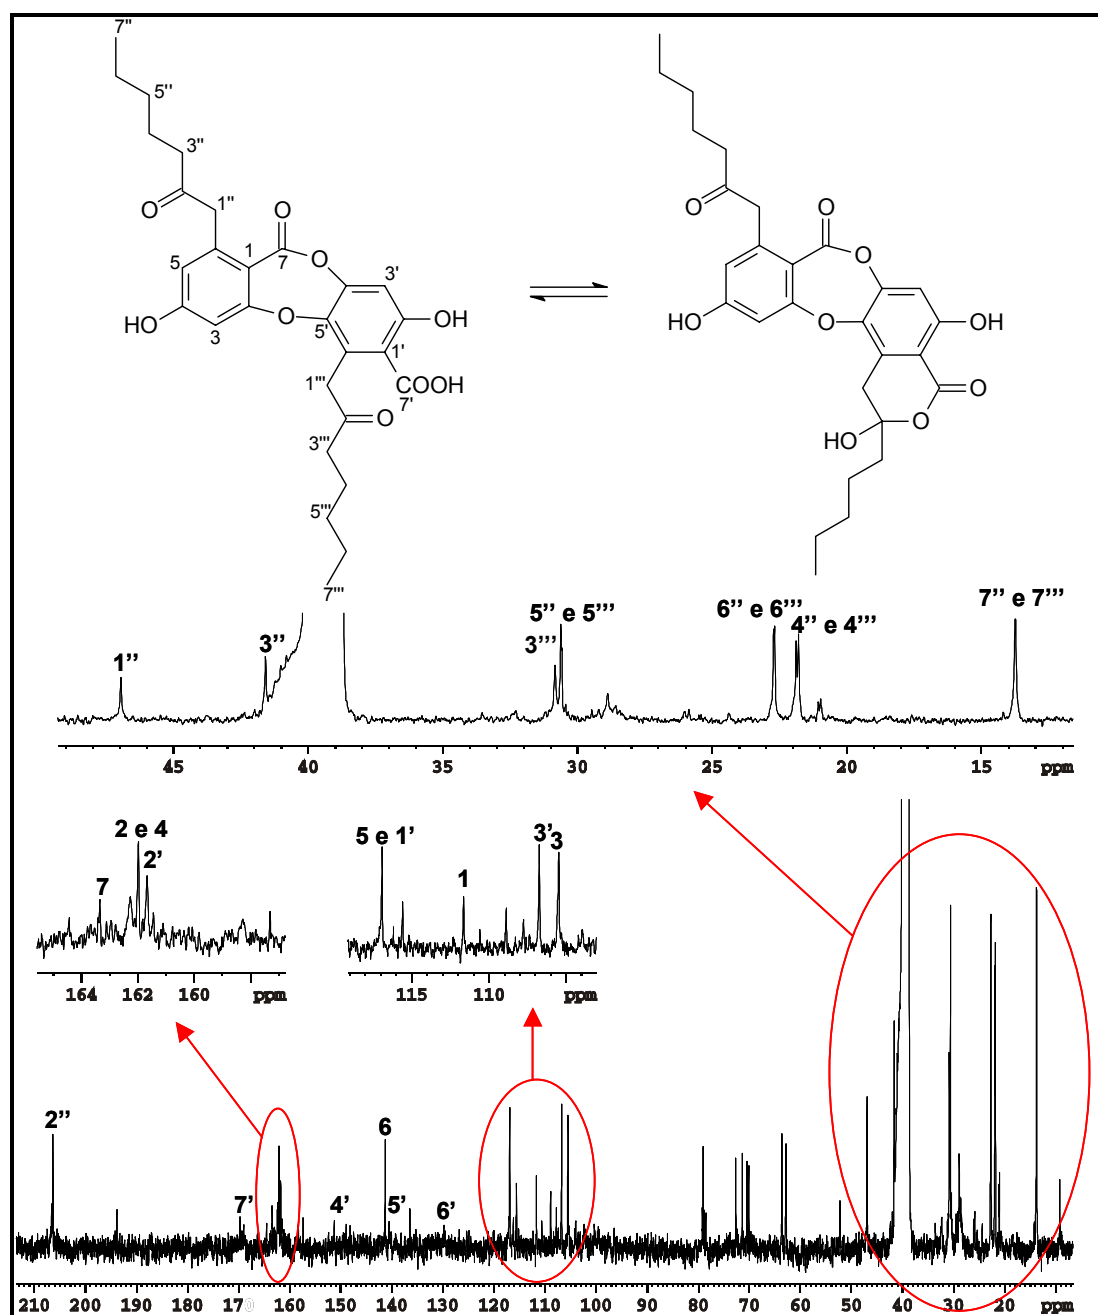 7''
5''
3''
O
1''
O
5
1
7
O
3'
HO
3
O
5'
OH
1'
1'''
COOH
7'
O
3'''
5'''
7'''
O
O
O
HO
O
OH
O
HO
O
1''
3''
3'''
5'' e 5'''
6'' e 6'''
4'' e 4'''
7'' e 7'''
45 40 35 30 25 20 15 ppm
7
2 e 4
2'
164 162 160 ppm
5 e 1'
1
3'
3
115 110 ppm
2''
7'
4'
6
5'
6'
210 200 190 180 170 160 150 140 130 120 110 100 90 80 70 60 50 40 30 20 ppm